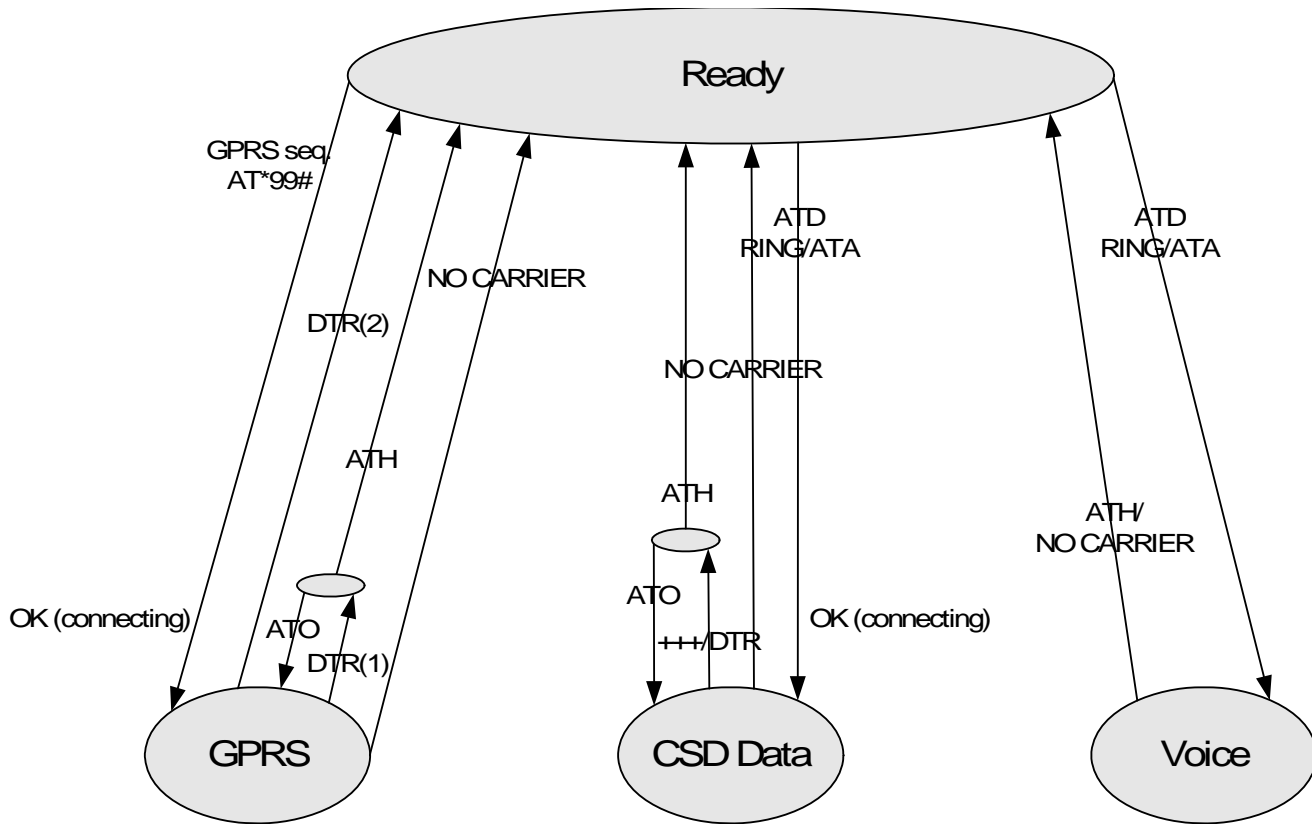 Ready
GPRS seq.
AT*99#
ATD
RING/ATA
ATD
RING/ATA
NO CARRIER
DTR(2)
NO CARRIER
ATH
ATH
ATH/
NO CARRIER
OK (connecting)
ATO
DTR(1)
ATO
+++/DTR
OK (connecting)
GPRS
CSD Data
Voice